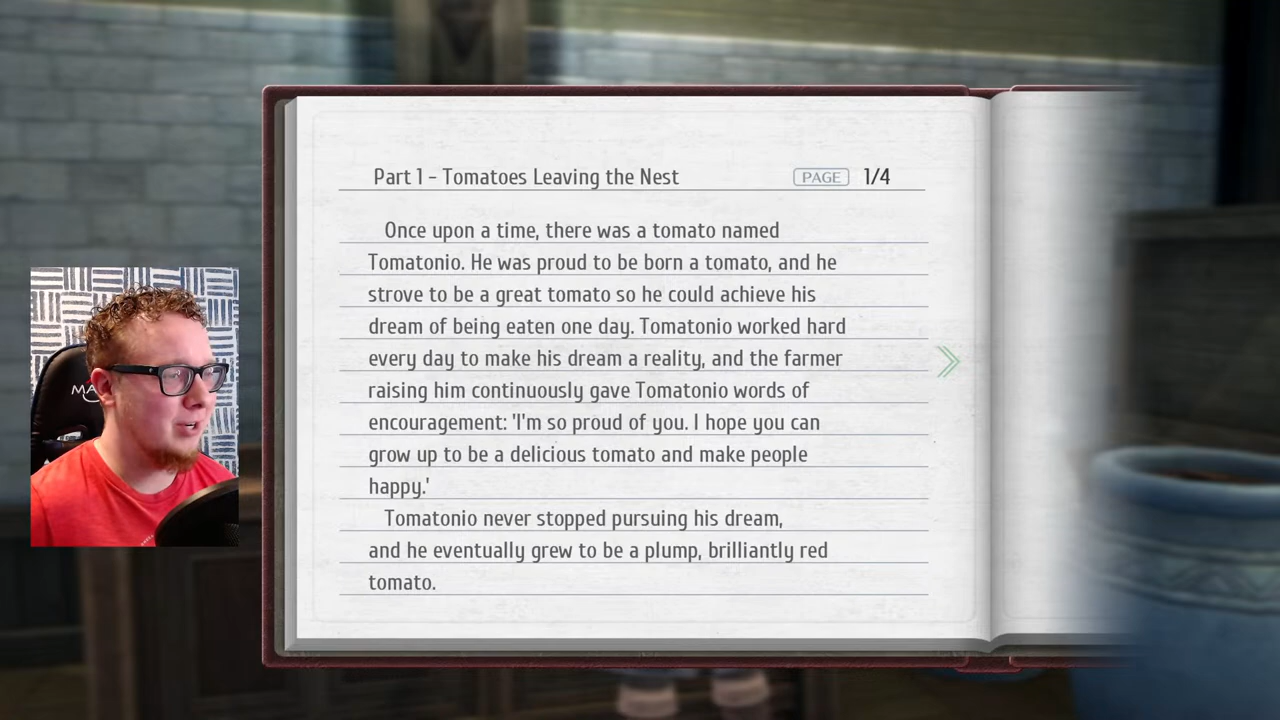 Part 1 - Tomatoes Leaving the Nest
PAGE 1/4
Once upon a time, there was a tomato named
Tomatonio. He was proud to be born a tomato, and he
strove to be a great tomato so he could achieve his
dream of being eaten one day. Tomatonio worked hard
every day to make his dream a reality, and the farmer
raising him continuously gave Tomatonio words of
encouragement: 'I'm so proud of you. I hope you can
grow up to be a delicious tomato and make people
happy.'
Tomatonio never stopped pursuing his dream,
and he eventually grew to be a plump, brilliantly red
tomato.